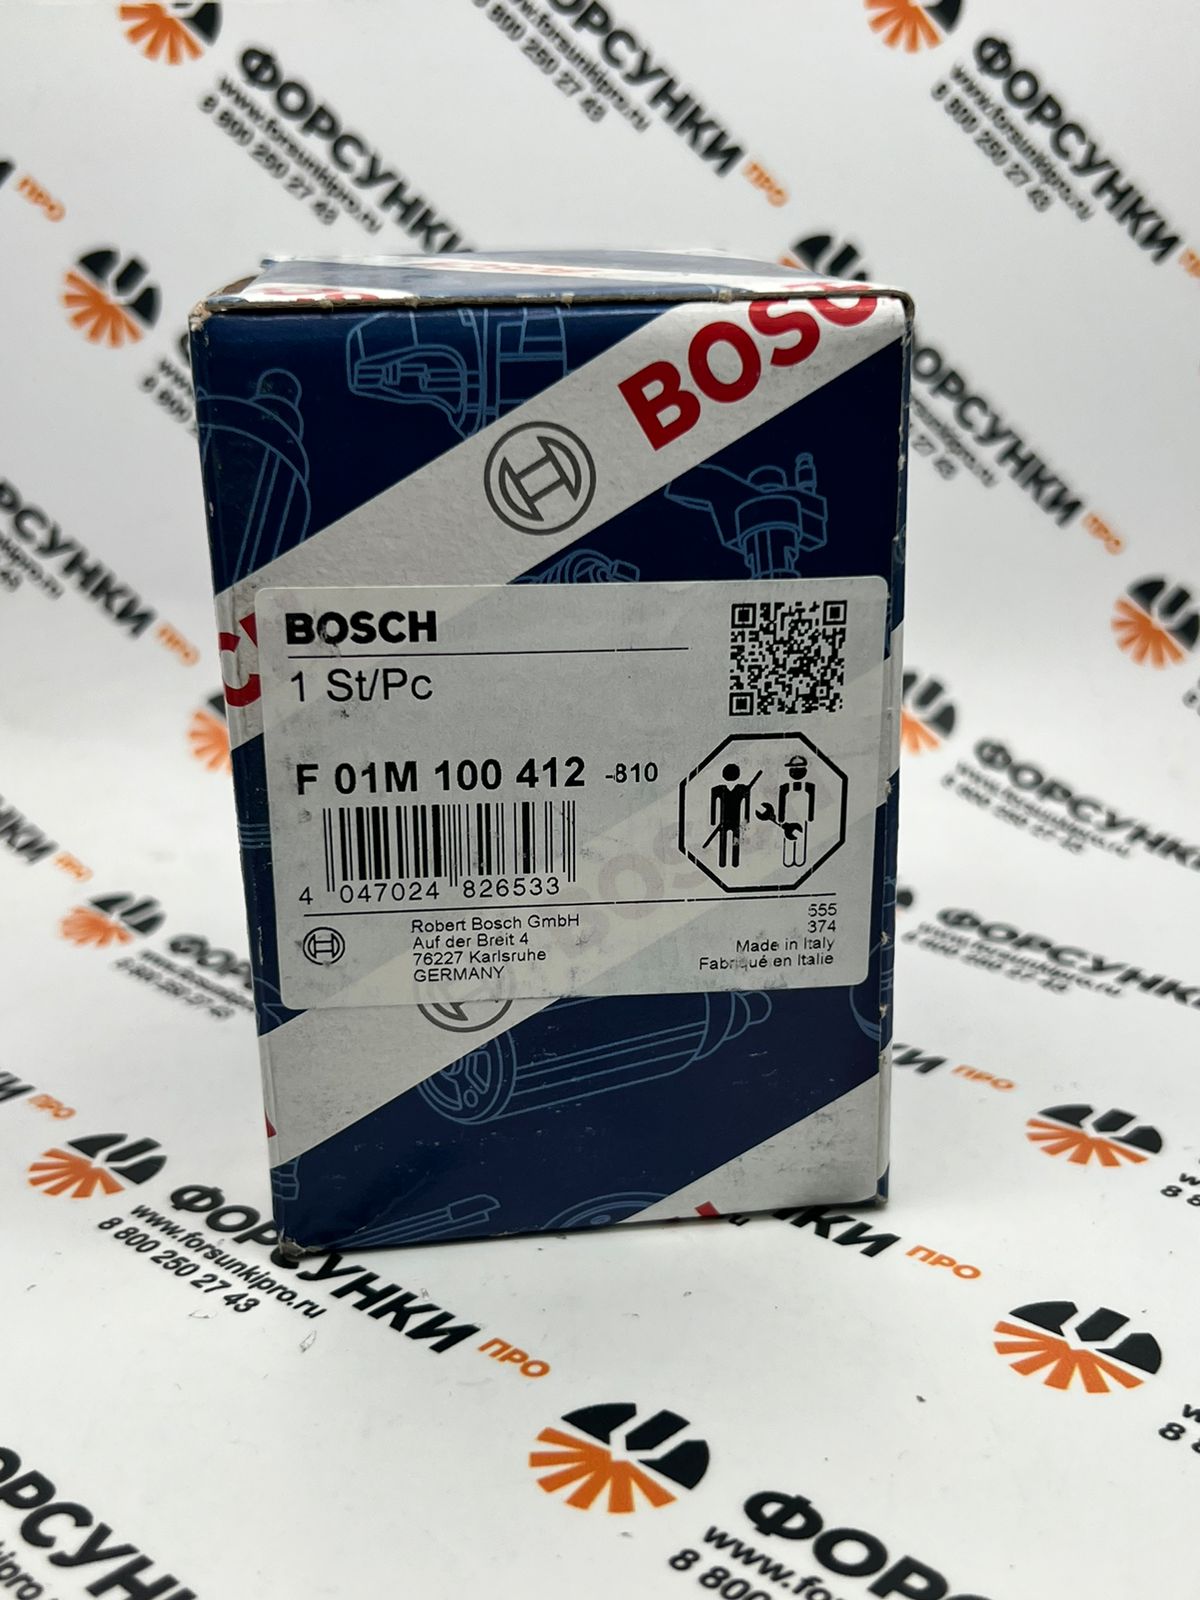 BOSCH
BOSCH
1 St/Pc
F 01M 100 412 -810
4 047024 826533
Robert Bosch GmbH
Auf der Breit 4
76227 Karlsruhe
GERMANY
555
374
Made in Italy
Fabriqué en Italie
ФОРСУНКИ ПРО
www.forsunkipro.ru
8 800 250 27 43